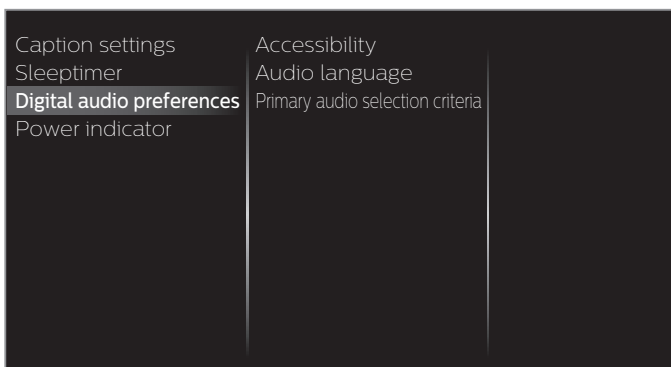 Caption settings
Sleeptimer
Digital audio preferences
Power indicator
Accessibility
Audio language
Primary audio selection criteria